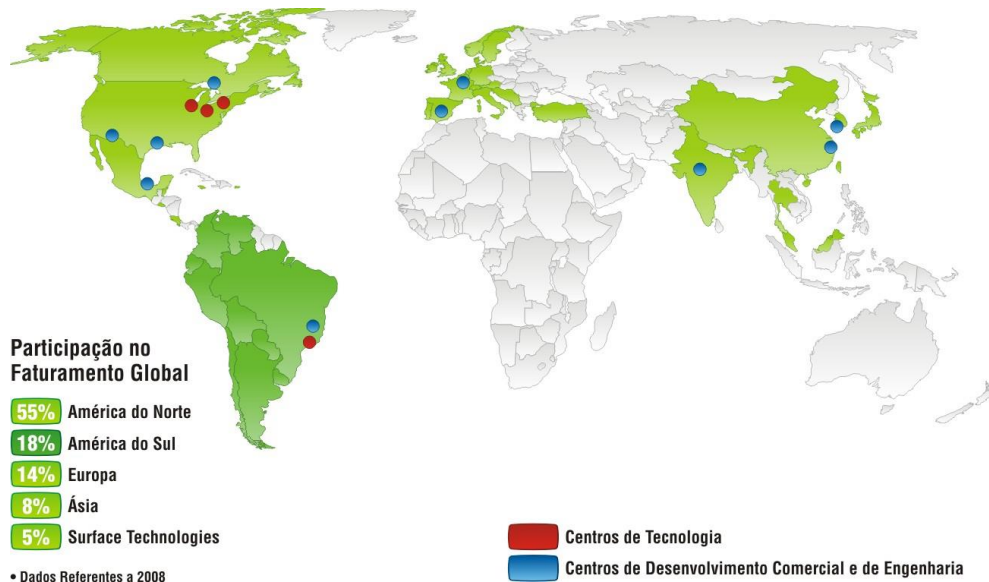 Participação no
Faturamento Global
55% América do Norte
18% América do Sul
14% Europa
8% Ásia
5% Surface Technologies
• Dados Referentes a 2008
Centros de Tecnologia
Centros de Desenvolvimento Comercial e de Engenharia